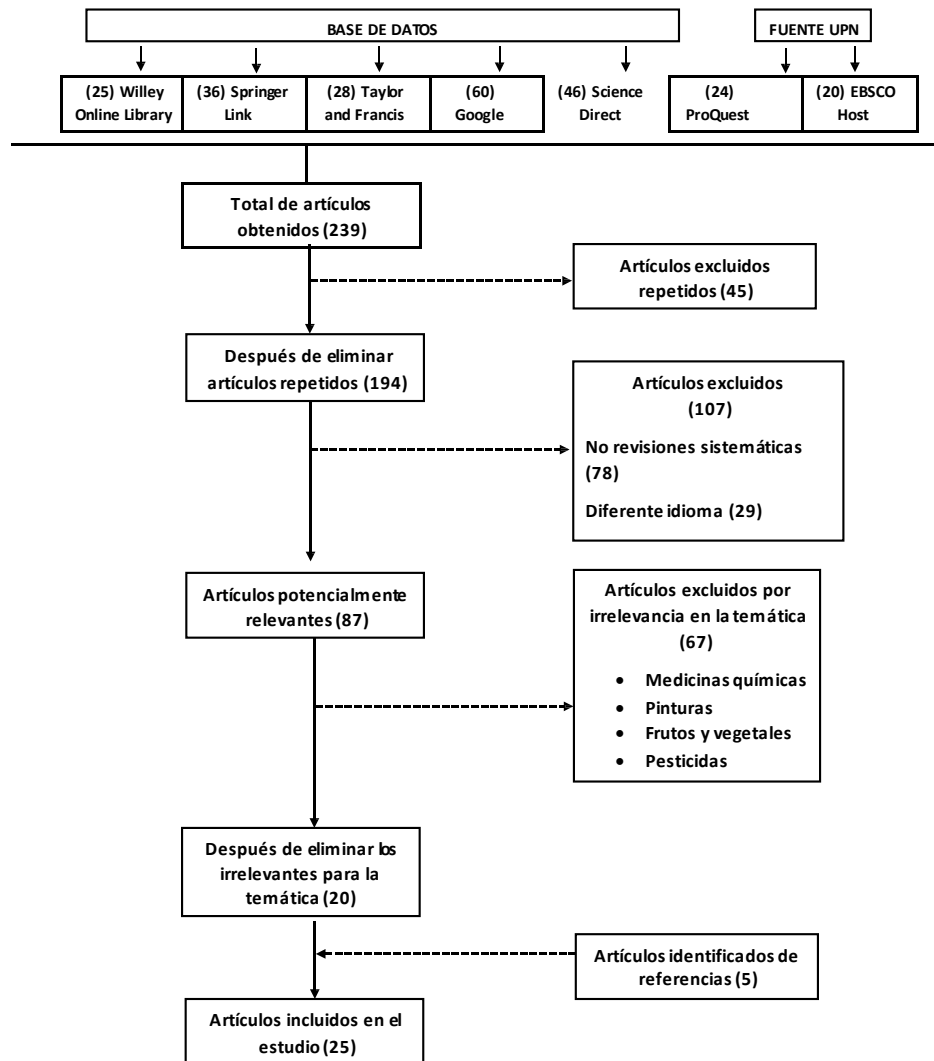 BASE DE DATOS
FUENTE UPN
(25) Willey
Online Library
(36) Springer
Link
(28) Taylor
and Francis
(60)
Google
(46) Science
Direct
(24)
ProQuest
(20) EBSCO
Host
Total de artículos
obtenidos (239)
Artículos excluidos
repetidos (45)
Después de eliminar
artículos repetidos (194)
Artículos excluidos
(107)
No revisiones sistemáticas
(78)
Diferente idioma (29)
Artículos potencialmente
relevantes (87)
Artículos excluidos por
irrelevancia en la temática
(67)
• Medicinas químicas
• Pinturas
• Frutos y vegetales
• Pesticidas
Después de eliminar los
irrelevantes para la
temática (20)
Artículos identificados de
referencias (5)
Artículos incluidos en el
estudio (25)